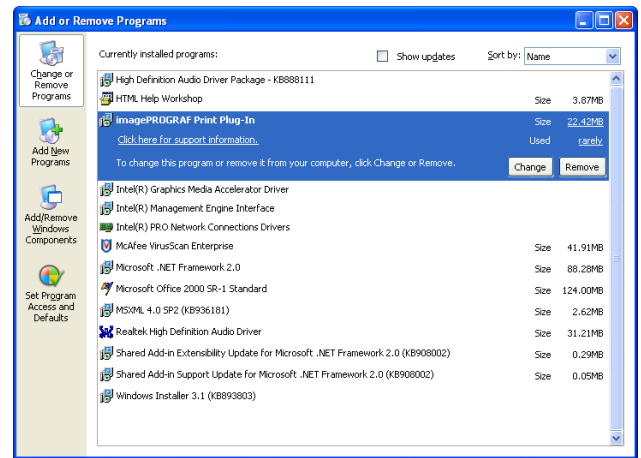 Add or Remove Programs
Change or
Remove
Programs
Add New
Programs
Add/Remove
Windows
Components
Set Program
Access and
Defaults
Currently installed programs: Show updates Sort by: Name
High Definition Audio Driver Package - KB888111
HTML Help Workshop Size 3.87MB
imagePROGRAF Print Plug-In Size 22.42MB
Click here for support information. Used rarely
To change this program or remove it from your computer, click Change or Remove. Change Remove
Intel(R) Graphics Media Accelerator Driver
Intel(R) Management Engine Interface
Intel(R) PRO Network Connections Drivers
McAfee VirusScan Enterprise Size 41.91MB
Microsoft .NET Framework 2.0 Size 88.28MB
Microsoft Office 2000 SR-1 Standard Size 124.00MB
MSXML 4.0 SP2 (KB936181) Size 2.62MB
Realtek High Definition Audio Driver Size 31.21MB
Shared Add-in Extensibility Update for Microsoft .NET Framework 2.0 (KB908002) Size 0.29MB
Shared Add-in Support Update for Microsoft .NET Framework 2.0 (KB908002) Size 0.05MB
Windows Installer 3.1 (KB893803)